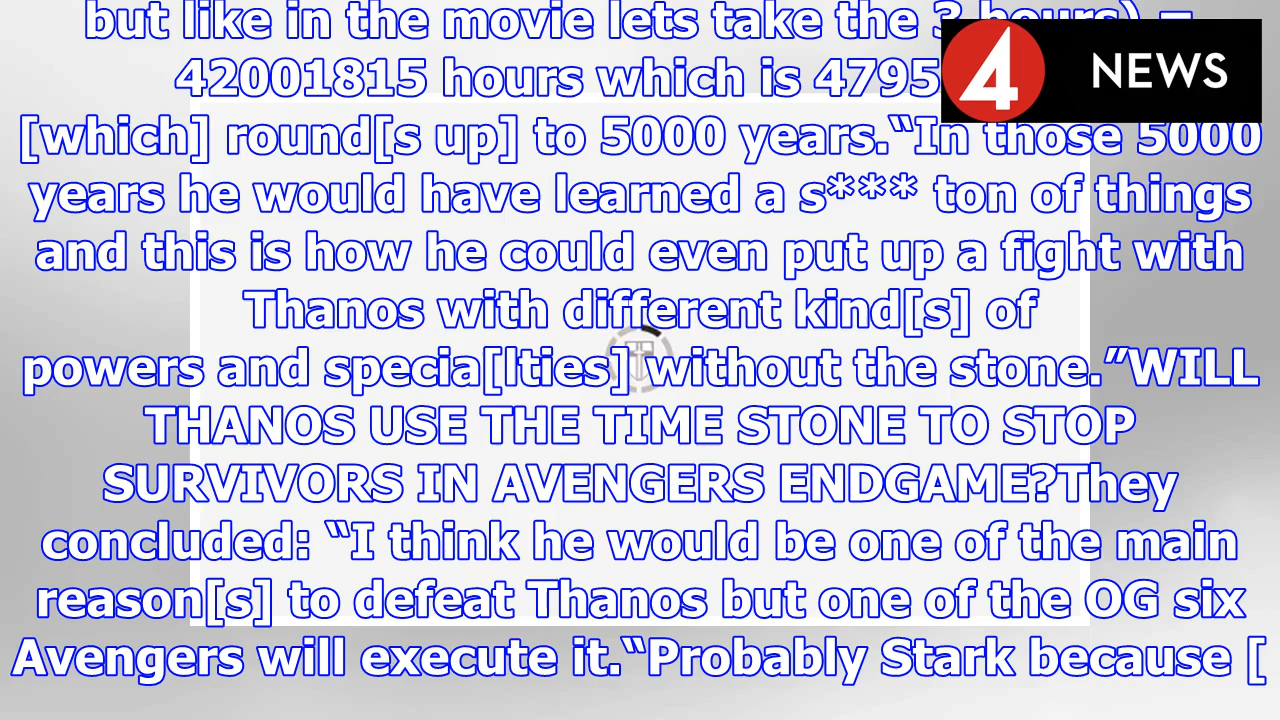 but like in the movie lets take the 3 hours) =
42001815 hours which is 4795
4 NEWS
[which] round[s up] to 5000 years.“In those 5000
years he would have learned a s*** ton of things
and this is how he could even put up a fight with
Thanos with different kind[s] of
powers and specia[lties] without the stone.”WILL
THANOS USE THE TIME STONE TO STOP
SURVIVORS IN AVENGERS ENDGAME?They
concluded: “I think he would be one of the main
reason[s] to defeat Thanos but one of the OG six
Avengers will execute it.“Probably Stark because [